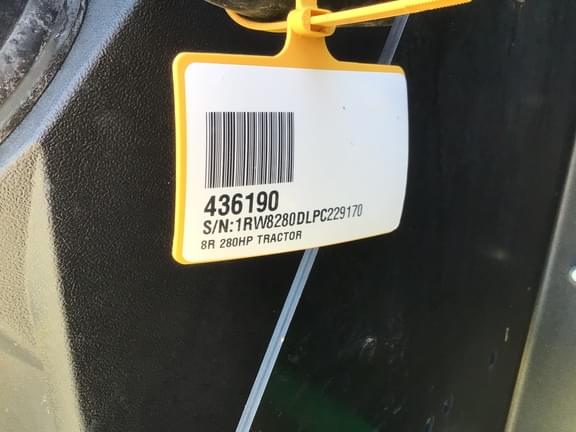 436190
S/N:1RW8280DLPC229170
8R 280HP TRACTOR